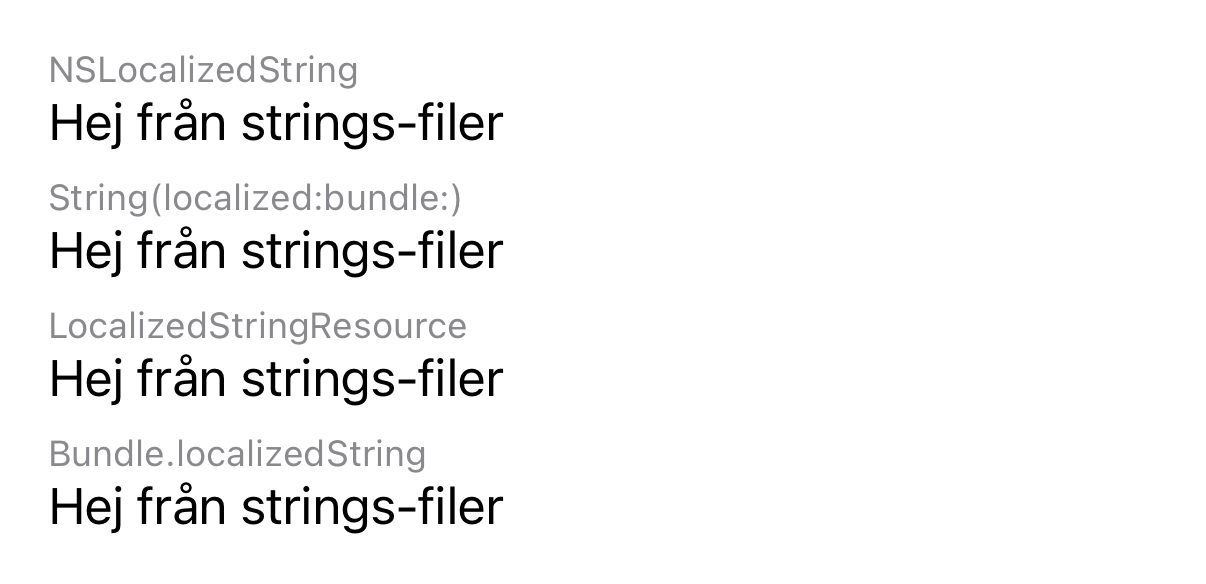 NSLocalizedString
Hej från strings-filer
String(localized:bundle:)
Hej från strings-filer
LocalizedStringResource
Hej från strings-filer
Bundle.localizedString
Hej från strings-filer